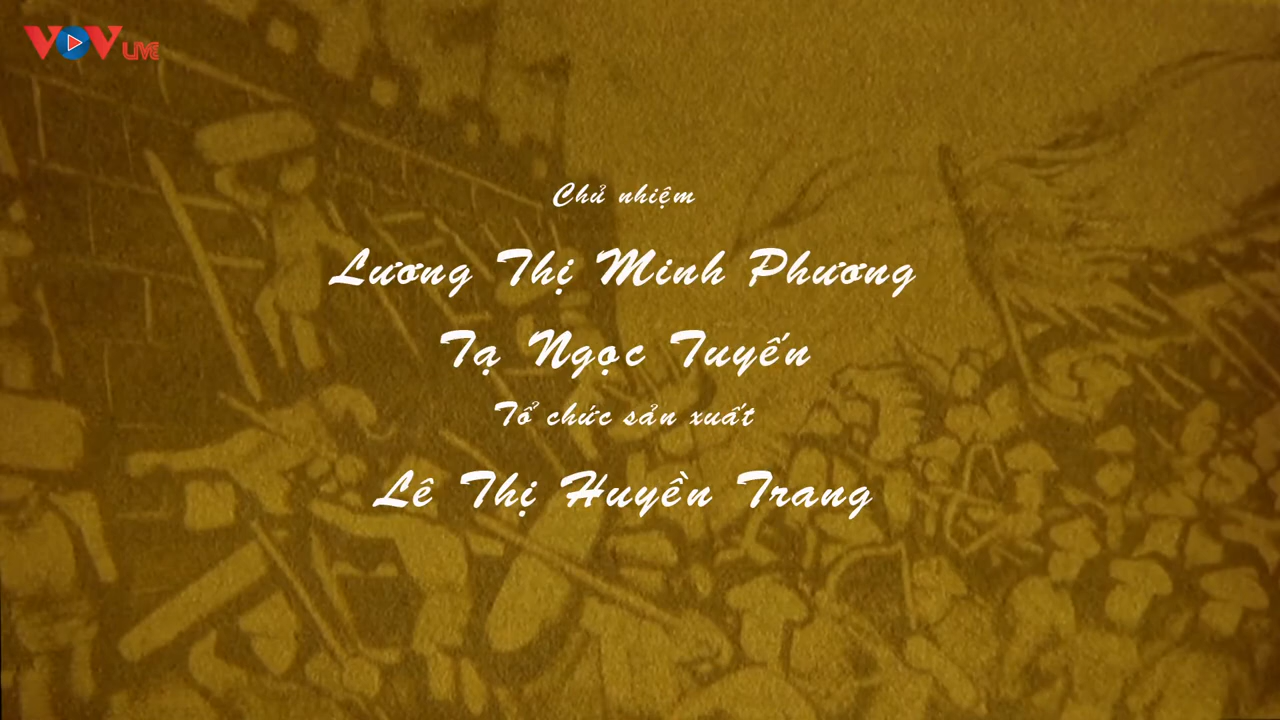 VOV LIVE
Chủ nhiệm
Lương Thị Minh Phương
Tạ Ngọc Tuyến
Tổ chức sản xuất
Lê Thị Huyền Trang